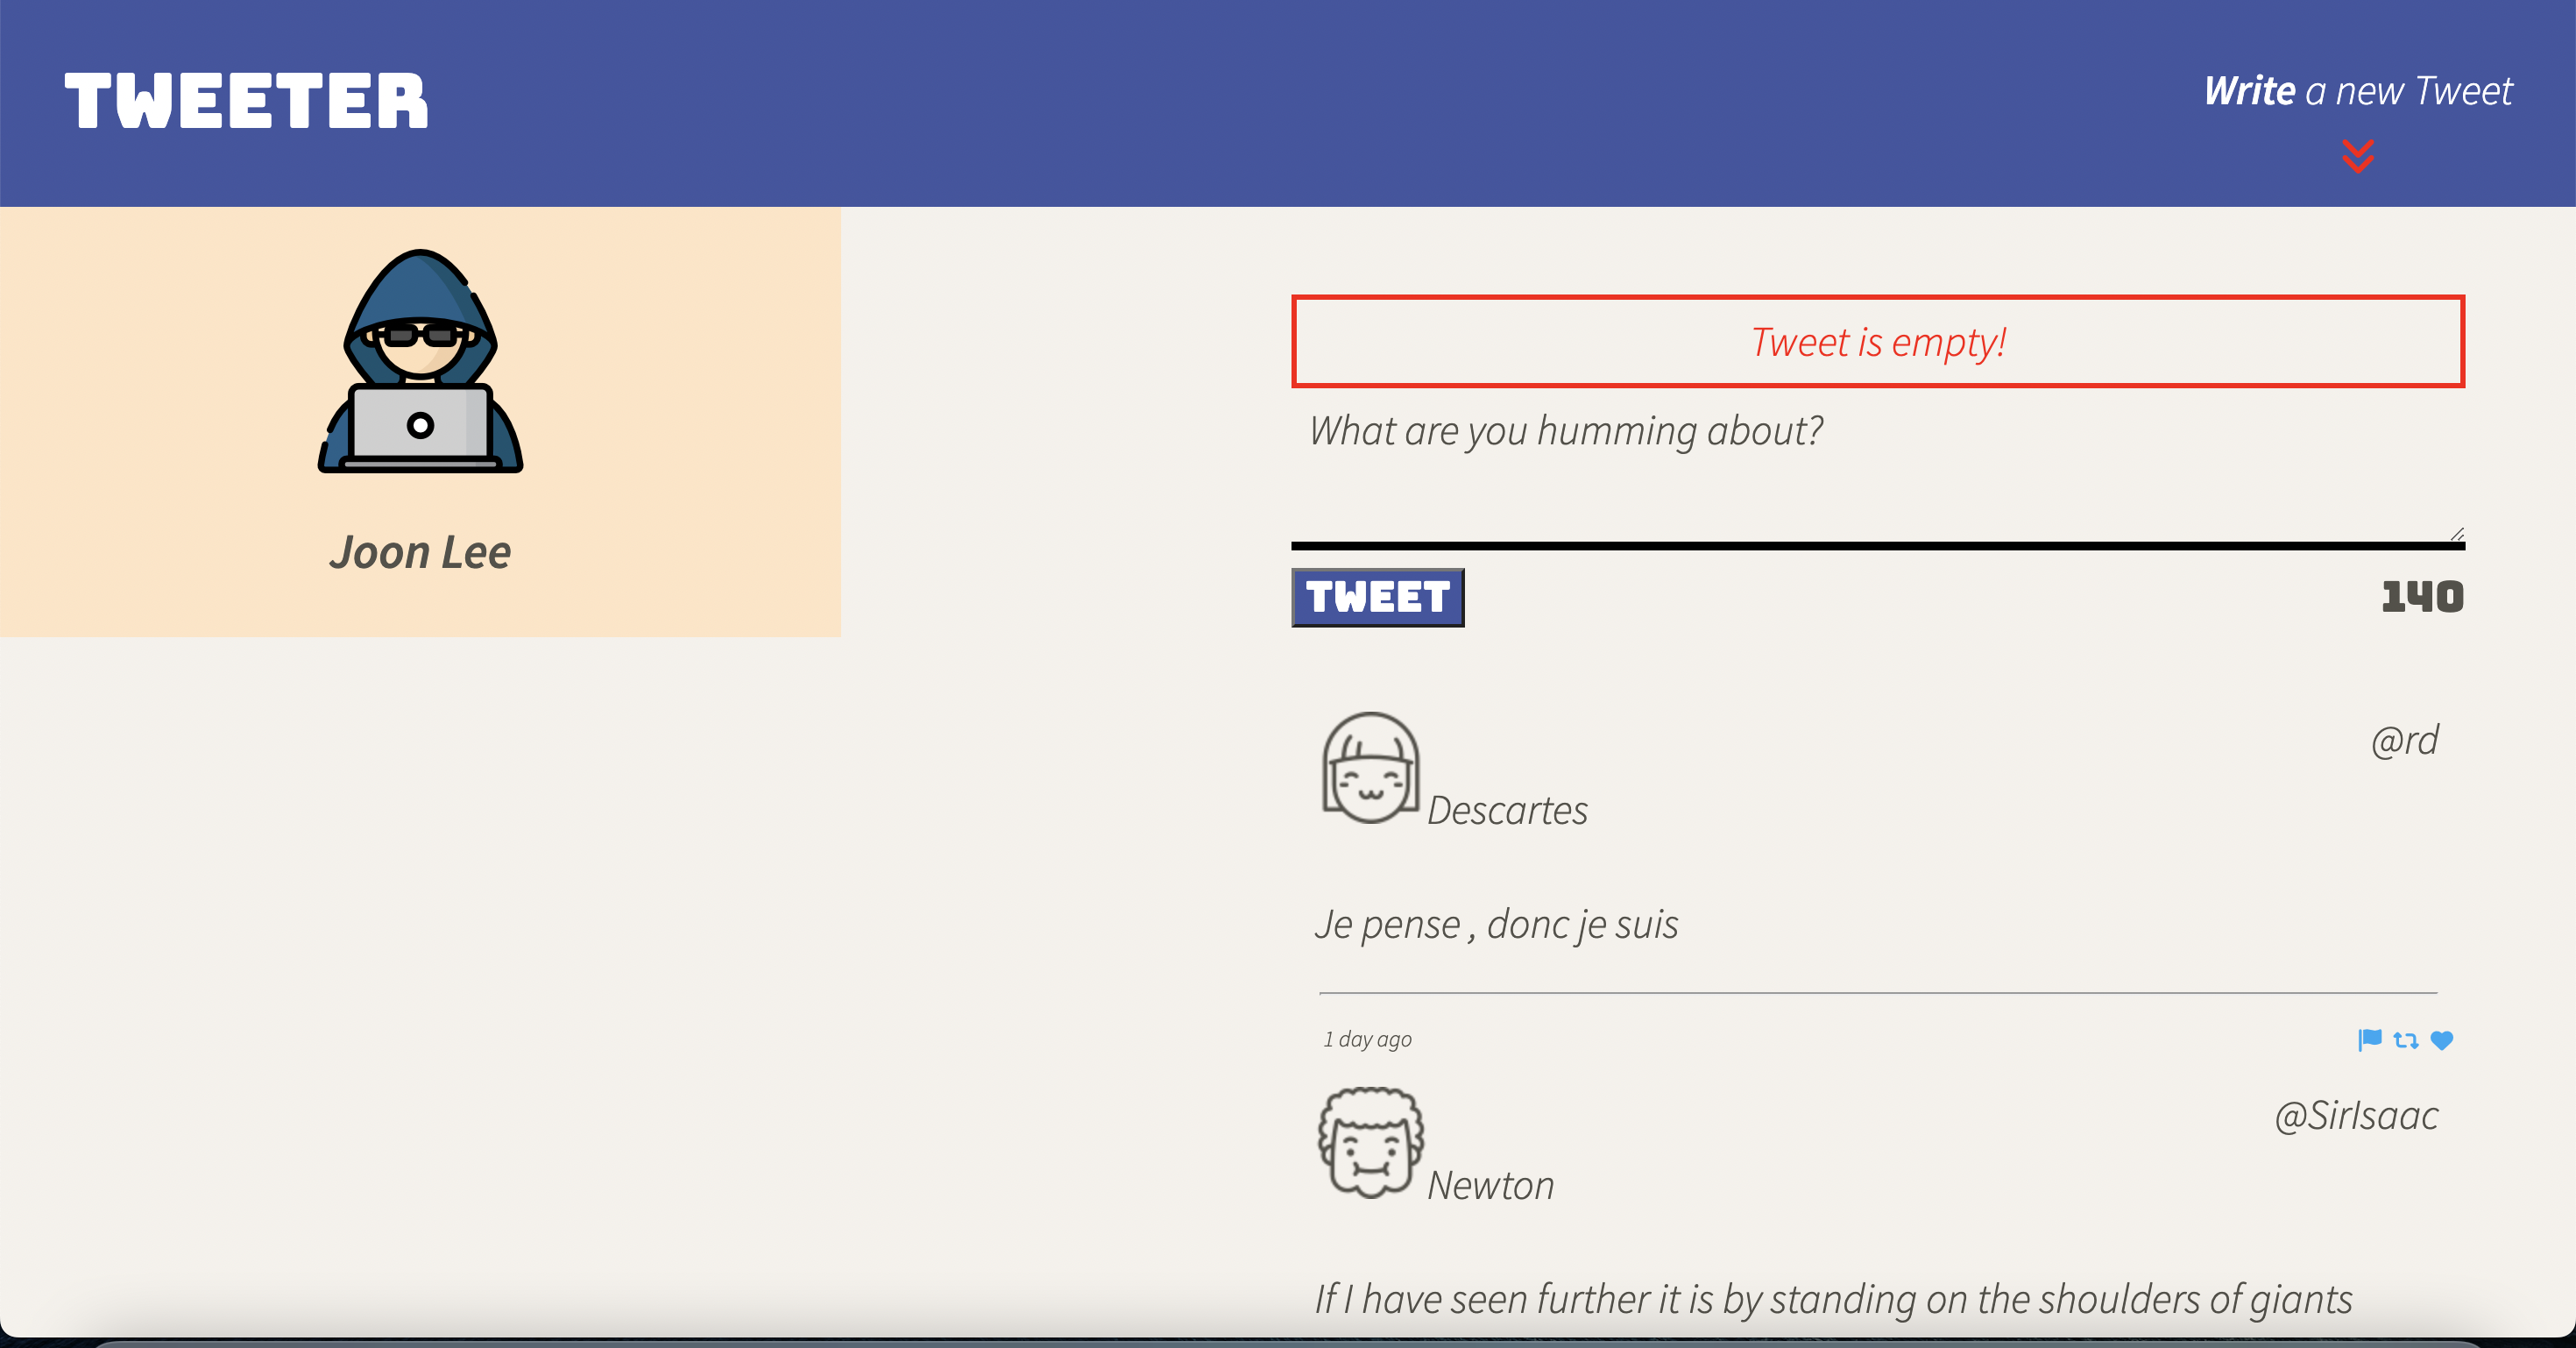 TWEETER
Write a new Tweet
Joon Lee
Tweet is empty!
What are you humming about?
TWEET
140
@rd
Descartes
Je pense , donc je suis
1 day ago
@SirIsaac
Newton
If I have seen further it is by standing on the shoulders of giants